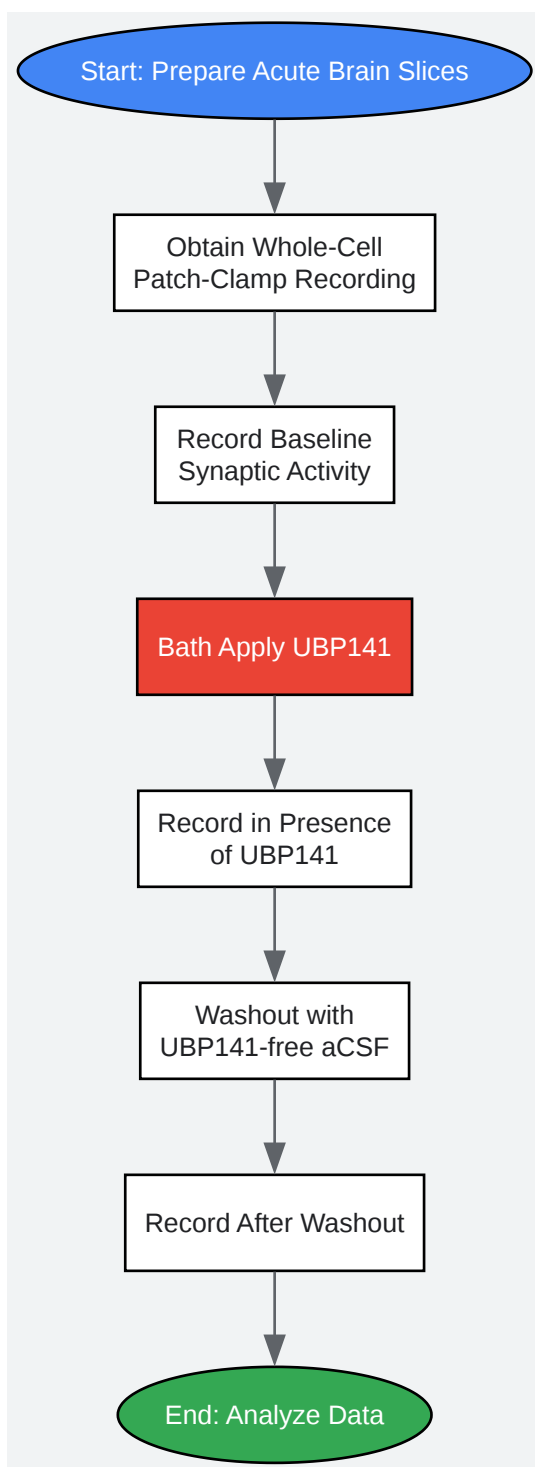 Start: Prepare Acute Brain Slices
Obtain Whole-Cell
Patch-Clamp Recording
Record Baseline
Synaptic Activity
Bath Apply UBP141
Record in Presence
of UBP141
Washout with
UBP141-free aCSF
Record After Washout
End: Analyze Data